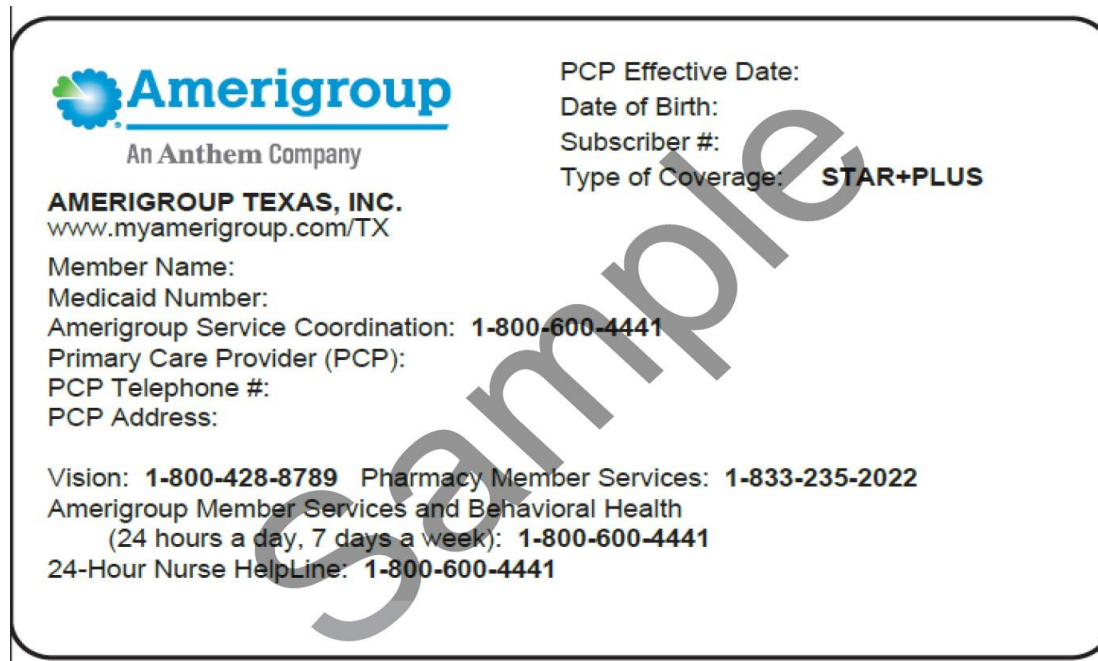 Amerigroup
An Anthem Company
AMERIGROUP TEXAS, INC.
www.myamerigroup.com/TX
PCP Effective Date:
Date of Birth:
Subscriber #:
Type of Coverage: STAR+PLUS
Member Name:
Medicaid Number:
Amerigroup Service Coordination: 1-800-600-4441
Primary Care Provider (PCP):
PCP Telephone #:
PCP Address:
Vision: 1-800-428-8789 Pharmacy Member Services: 1-833-235-2022
Amerigroup Member Services and Behavioral Health
(24 hours a day, 7 days a week): 1-800-600-4441
24-Hour Nurse HelpLine: 1-800-600-4441
Sample